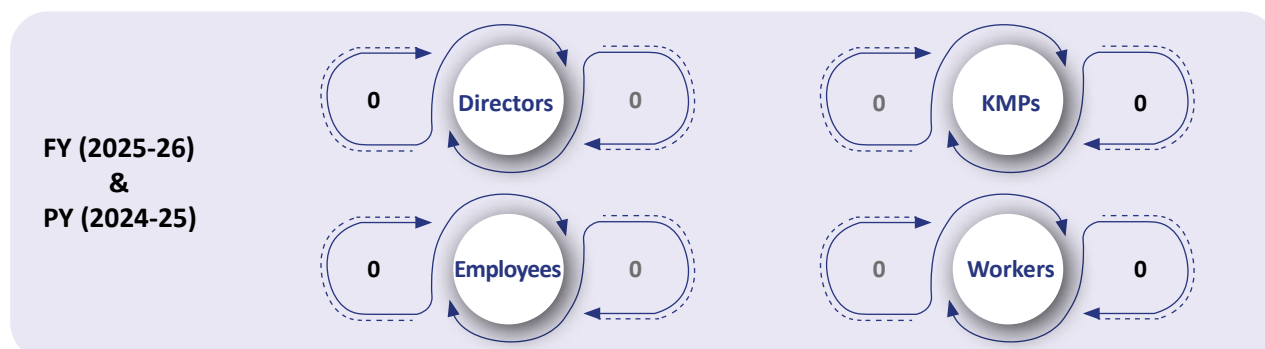 FY (2025-26)
&
PY (2024-25)
0 Directors 0
0 KMPs 0
0 Employees 0
0 Workers 0